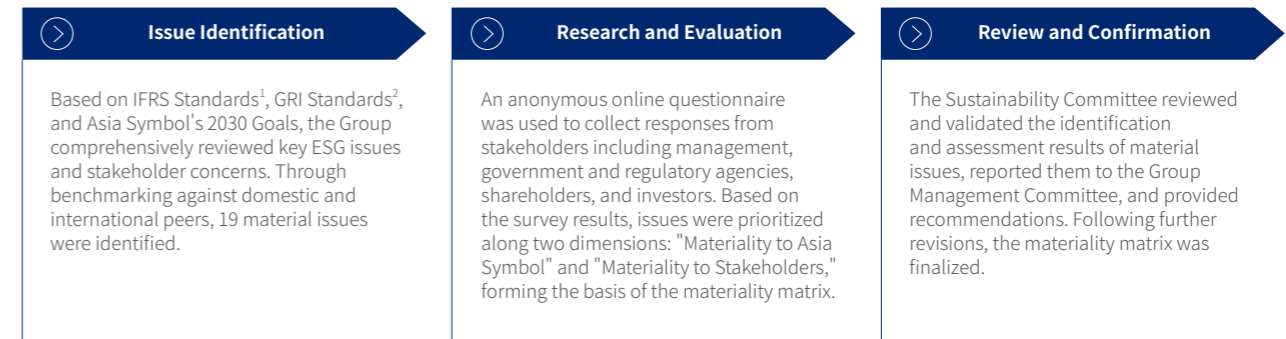 Issue Identification
Based on IFRS Standards¹, GRI Standards²,
and Asia Symbol's 2030 Goals, the Group
comprehensively reviewed key ESG issues
and stakeholder concerns. Through
benchmarking against domestic and
international peers, 19 material issues
were identified.
Research and Evaluation
An anonymous online questionnaire
was used to collect responses from
stakeholders including management,
government and regulatory agencies,
shareholders, and investors. Based on
the survey results, issues were prioritized
along two dimensions: "Materiality to Asia
Symbol" and "Materiality to Stakeholders,"
forming the basis of the materiality matrix.
Review and Confirmation
The Sustainability Committee reviewed
and validated the identification
and assessment results of material
issues, reported them to the Group
Management Committee, and provided
recommendations. Following further
revisions, the materiality matrix was
finalized.